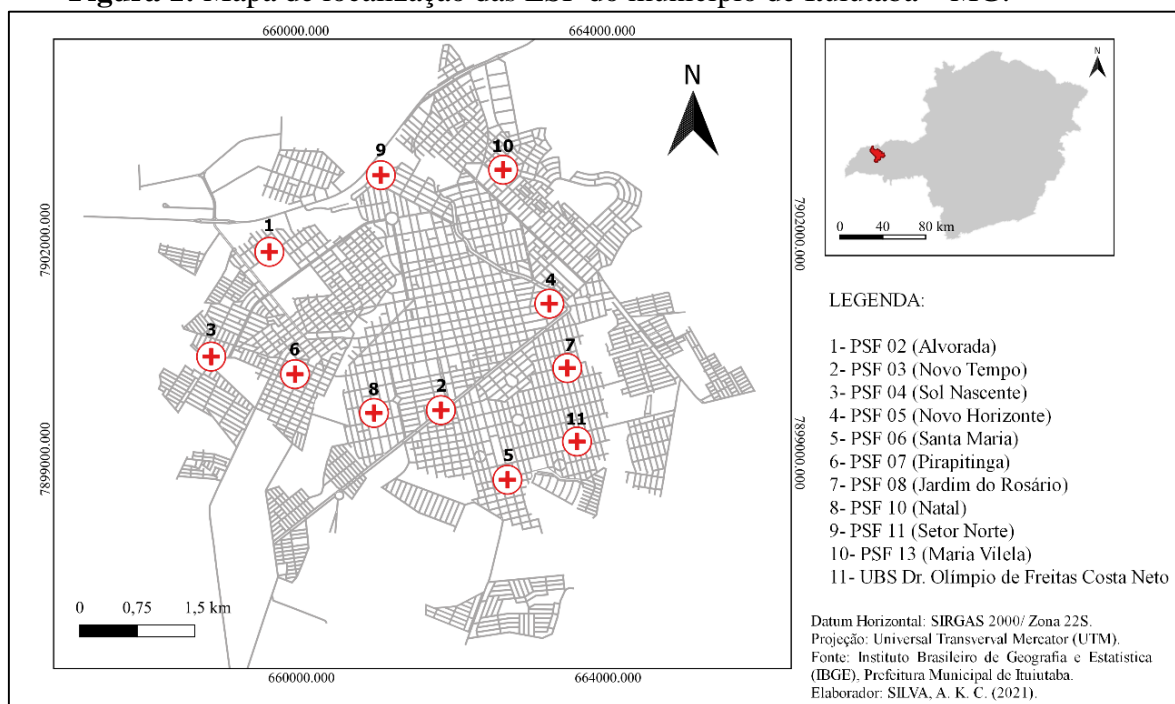 Figura 1: Mapa de localização das ESF do município de Ituiutaba – MG.
660000.000
664000.000
N
N
10
9
7902000.000
7902000.000
1
0 40 80 km
4
3
6
7
8
2
11
5
7899000.000
7899000.000
0 0,75 1,5 km
660000.000
664000.000
LEGENDA:
1- PSF 02 (Alvorada)
2- PSF 03 (Novo Tempo)
3- PSF 04 (Sol Nascente)
4- PSF 05 (Novo Horizonte)
5- PSF 06 (Santa Maria)
6- PSF 07 (Pirapitinga)
7- PSF 08 (Jardim do Rosário)
8- PSF 10 (Natal)
9- PSF 11 (Setor Norte)
10- PSF 13 (Maria Vilela)
11- UBS Dr. Olímpio de Freitas Costa Neto
Datum Horizontal: SIRGAS 2000/ Zona 22S.
Projeção: Universal Transverval Mercator (UTM).
Fonte: Instituto Brasileiro de Geografia e Estatística
(IBGE), Prefeitura Municipal de Ituiutaba.
Elaborador: SILVA, A. K. C. (2021).